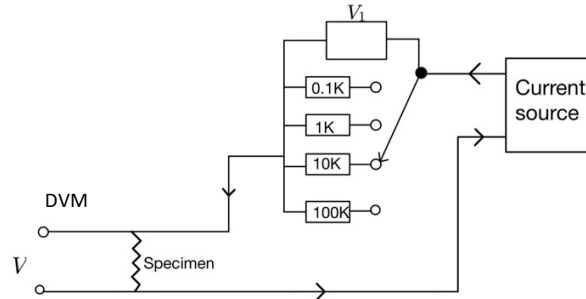 V₁
0.1K
1K
10K
100K
Current
source
DVM
V
Specimen